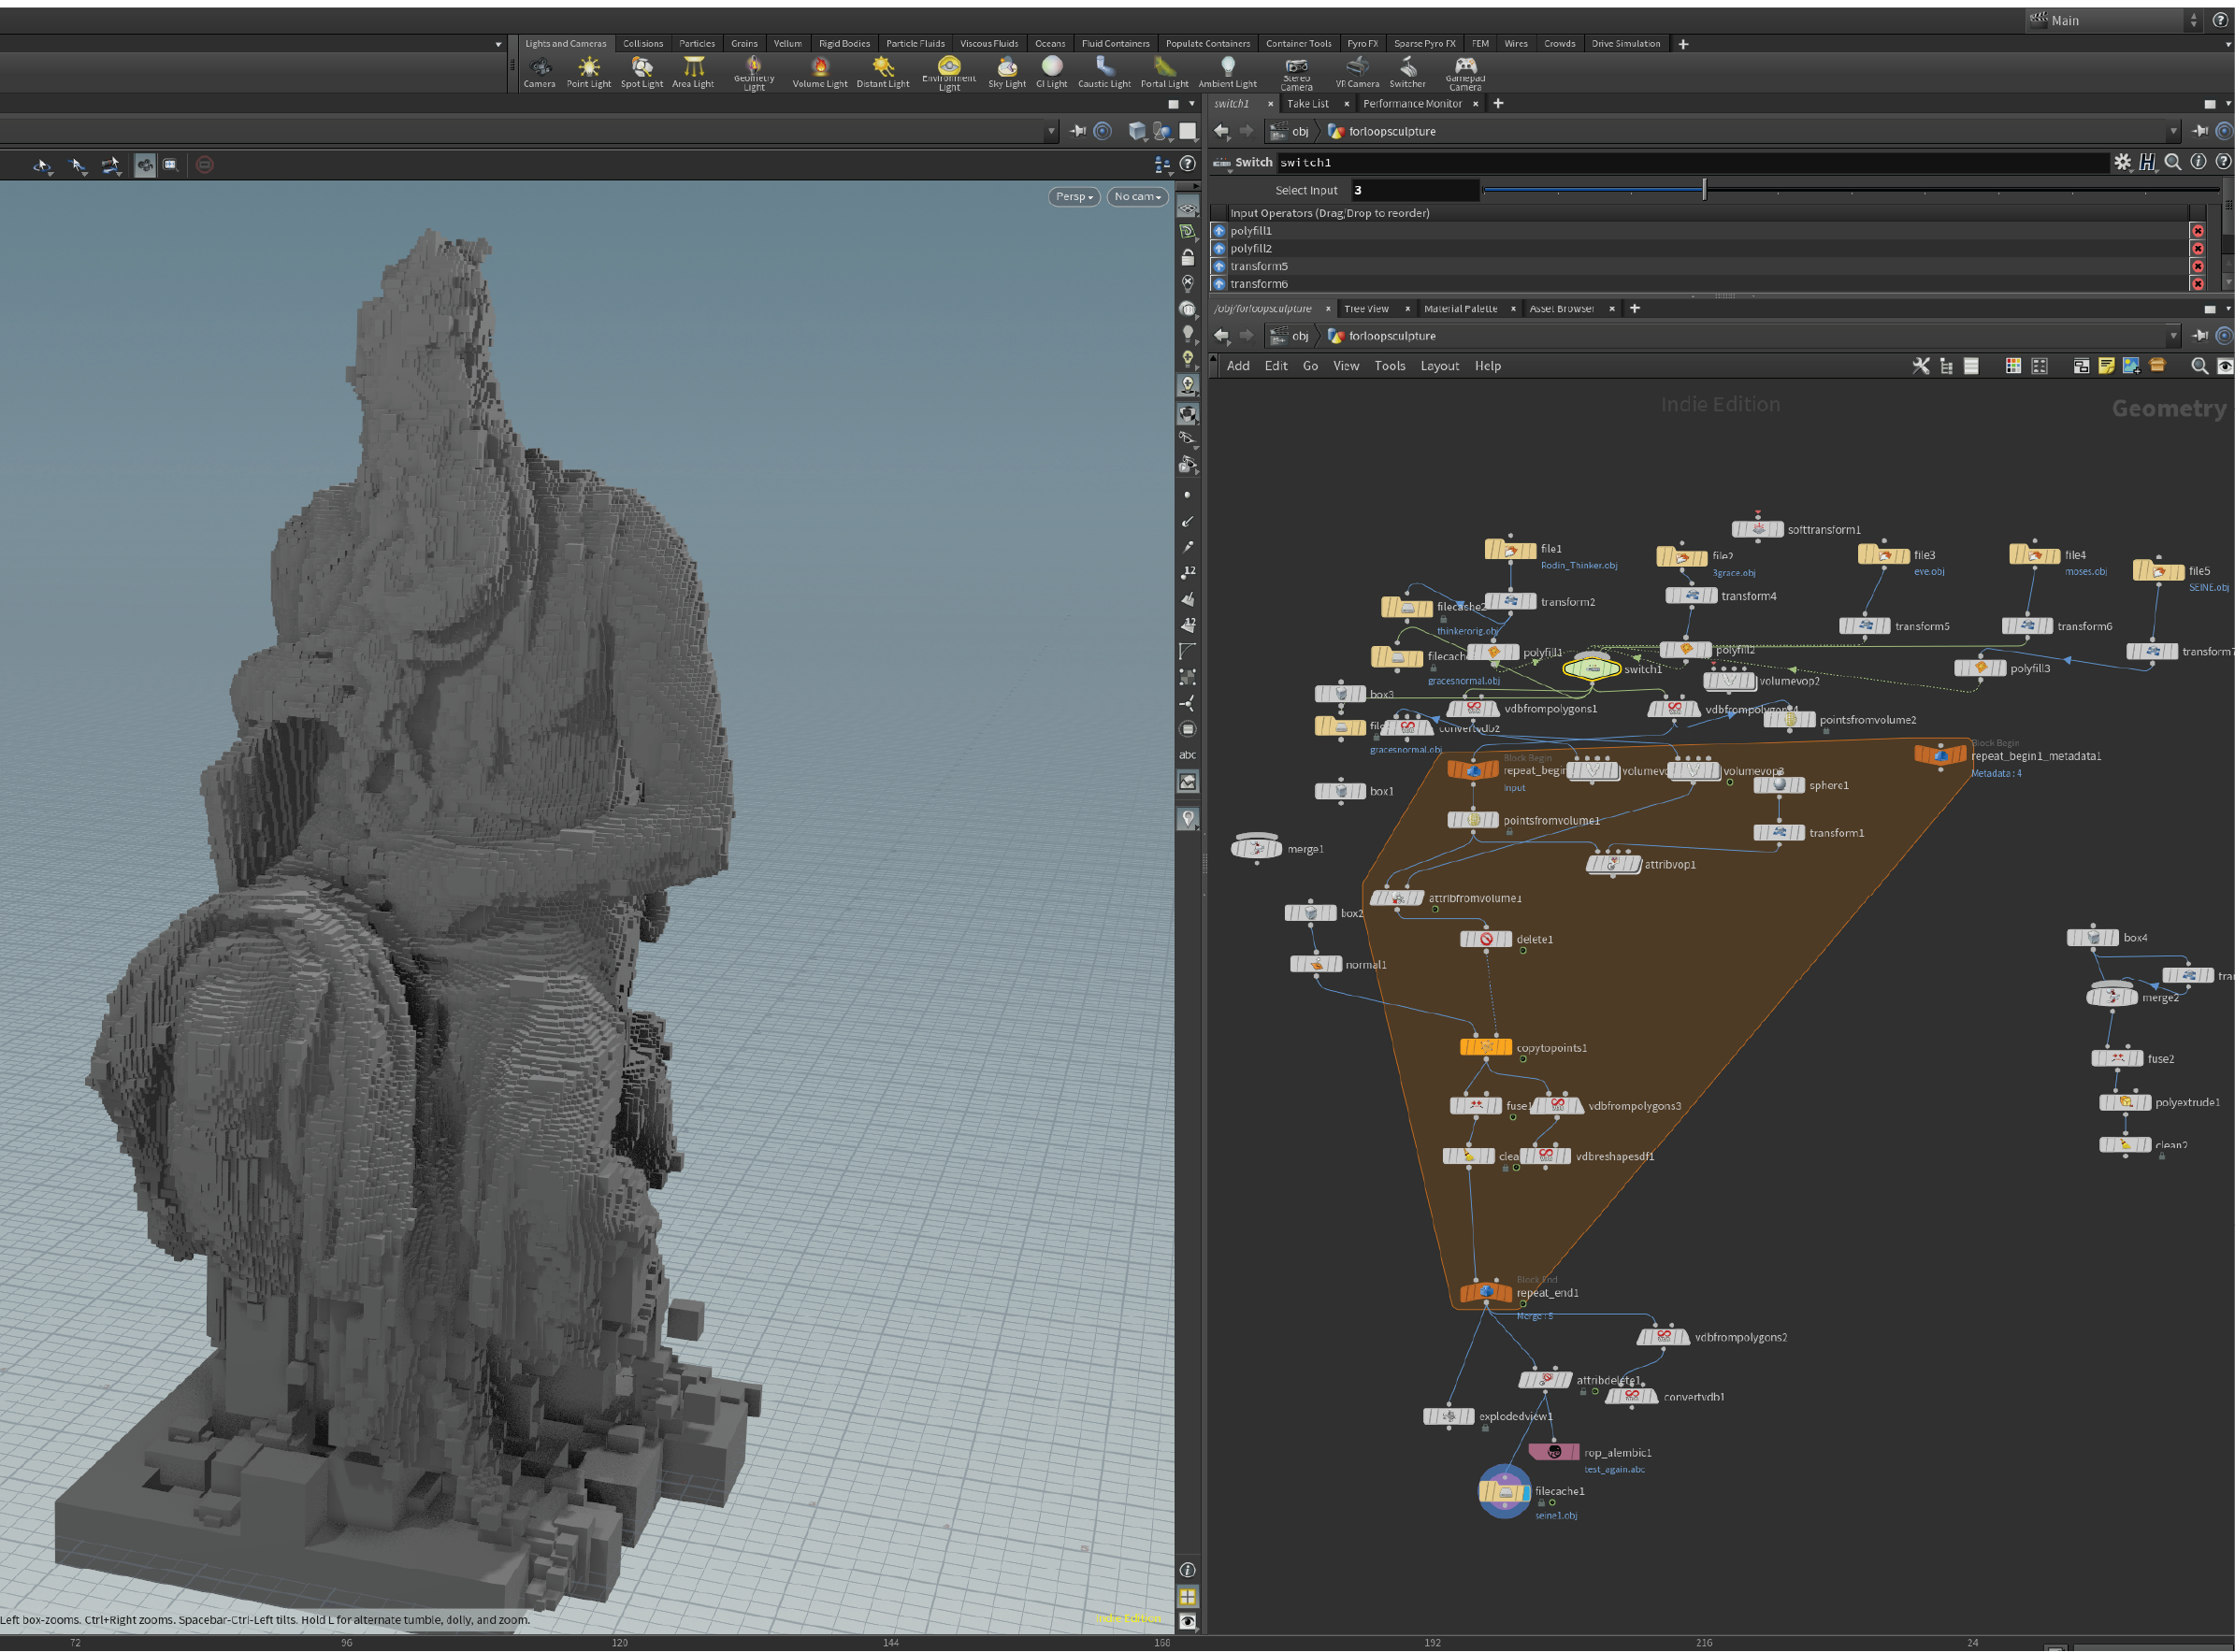 Main
Lights and Cameras Collisions Particles Grains Vellum Rigid Bodies Particle Fluids Viscous Fluids Oceans Fluid Containers Populate Containers Container Tools Pyro FX Sparse Pyro FX FEM Wires Crowds Drive Simulation
Camera Point Light Spot Light Area Light Geometry Light Volume Light Distant Light Environment Light Sky Light GI Light Caustic Light Portal Light Ambient Light Stereo Camera VR Camera Switcher Gamepad Camera
switch1 Take List Performance Monitor
obj forloopsculpture
Switch switch1
Persp No cam
Select Input 3
Input Operators (Drag/Drop to reorder)
polyfill1
polyfill2
transform5
transform6
/obj/forloopsculpture Tree View Material Palette Asset Browser
obj forloopsculpture
Add Edit Go View Tools Layout Help
Indie Edition
Geometry
softtransform1
file1
Rodin_Thinker.obj
file2
3grace.obj
file3
eve.obj
file4
moses.obj
file5
SEINE.obj
filecache2
thinkerorig.obj
transform2
transform4
transform5
transform6
filecach
gracesnormal.obj
polyfill1
switch1
polyfill2
volumevop2
polyfill3
transform7
box3
vdbfrompolygons1
pointsfromvolume2
gracesnormal.obj
convertvdb2
Block Begin
repeat_begin
Input
volumevo
volumevop3
Block Begin
repeat_begin1_metadata1
Metadata : 4
box1
sphere1
pointsfromvolume1
transform1
merge1
attribvop1
attribfromvolume1
box2
delete1
box4
normal1
merge2
copytopoints1
fuse2
fuse1
vdbfrompolygons3
polyextrude1
clea
vdbreshapesdf1
clean2
Block End
repeat_end1
Merge : 5
vdbfrompolygons2
attribdelete1
convertvdb1
explodedview1
rop_alembic1
test_again.abc
filecache1
seine1.obj
12
12
abc
Left box-zooms. Ctrl+Right zooms. Spacebar-Ctrl-Left tilts. Hold L for alternate tumble, dolly, and zoom.
Indie Edition
72 96 120 144 168 192 216 24